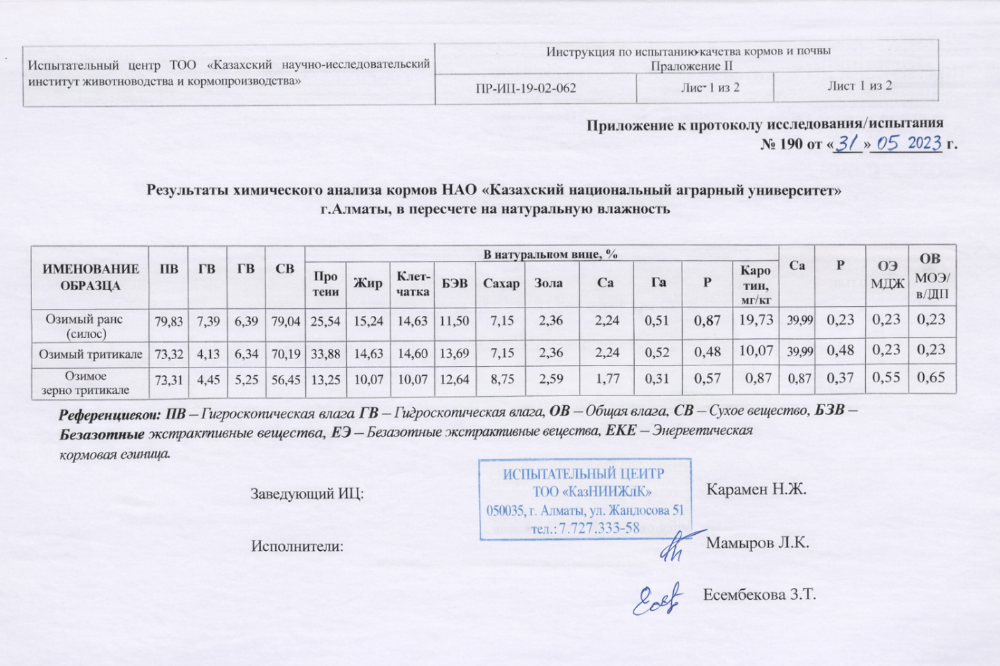 Испытательный центр ТОО «Казахский научно-иеследовательский
институт животноводства и кормопроизводства»
Инструкция по испытанию качетва кормов и почвы
Праложение II
ПР-ИЦ-19-02-062
Лис 1 из 2
Лист 1 из 2
Приложение к протоколу исследования/испытания
№ 190 от «31» 05 2023 г.
Результаты химического анализа кормов НАО «Казахский национальный аграрный университет»
г.Алматы, в пересчете на натуральную влажность
ИМЕНОВАНИЕ ОБРАЗЦА ПВ ГВ ГВ СВ В натуральпом вице, % Са Р ОЭ МДЖ ОВ МОЭ/ в/ДП
Про теии Жир Клет- чатка БЭВ Сахар Зола Са Га Р Каро тин, мг/кг
Озимый ранс (силос) 79,83 7,39 6,39 79,04 25,54 15,24 14,63 11,50 7,15 2,36 2,24 0,51 0,87 19,73 39,99 0,23 0,23 0,23
Озимый тритикале 73,32 4,13 6,34 70,19 33,88 14,63 14,60 13,69 7,15 2,36 2,24 0,52 0,48 10,07 39,99 0,48 0,23 0,23
Озимое зерно тритикале 73,31 4,45 5,25 56,45 13,25 10,07 10,07 12,64 8,75 2,59 1,77 0,31 0,57 0,87 0,87 0,37 0,55 0,65
Референциекои: ПВ – Гигроскопическая влага ГВ – Гидроскопическая влага, ОВ – Общая влага, СВ – Сухое вещество, БЗВ –
Безазотные экстрактивные вещества, ЕЭ – Безазотные экстрактивные вещества, ЕКЕ – Энергетическая
кормовая езиница.
ИСПЫТАТЕЛЬНЫЙ ЦЕИТР
ТОО «КазНИИЖлК»
050035, г. Алматы, ул. Жандосова 51
тел.: 7.727.333-58
Заведующий ИЦ:
Карамен Н.Ж.
Исполнители:
Мамыров Л.К.
Есембекова З.Т.